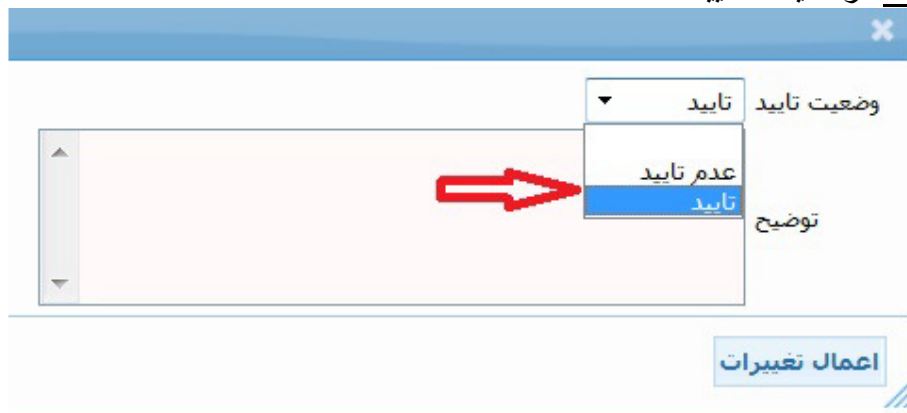 وضعیت تایید تایید
عدم تایید
تایید
توضیح
اعمال تغییرات